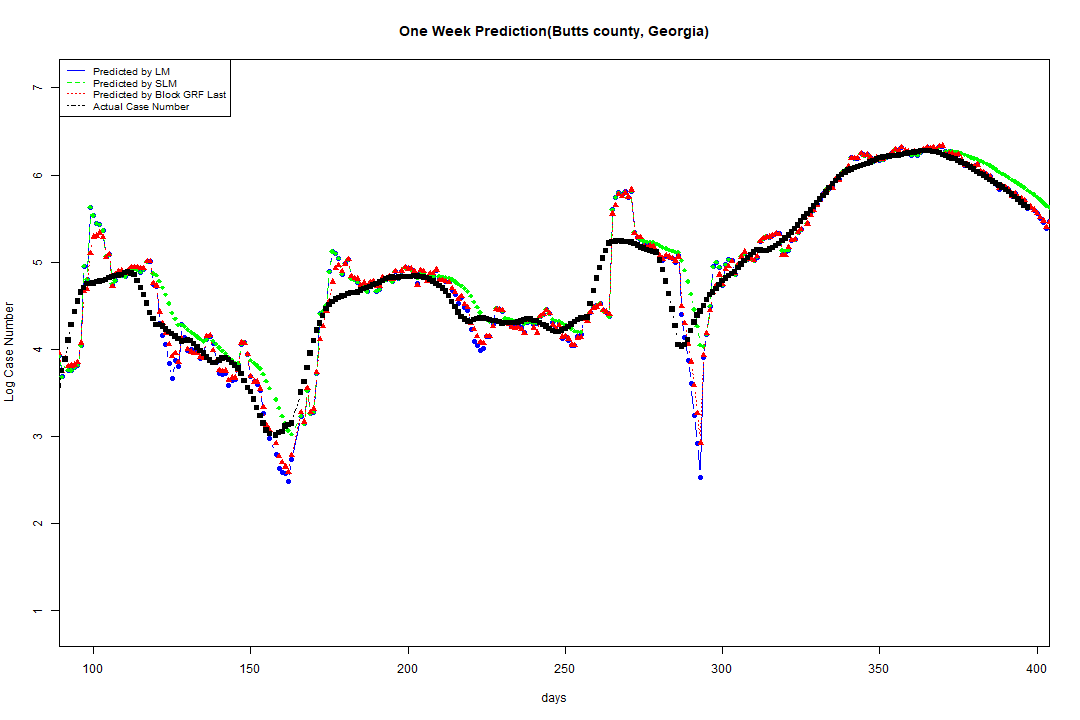 One Week Prediction(Butts county, Georgia)
Predicted by LM
Predicted by SLM
Predicted by Block GRF Last
Actual Case Number
7
6
5
4
3
2
1
Log Case Number
100 150 200 250 300 350 400
days